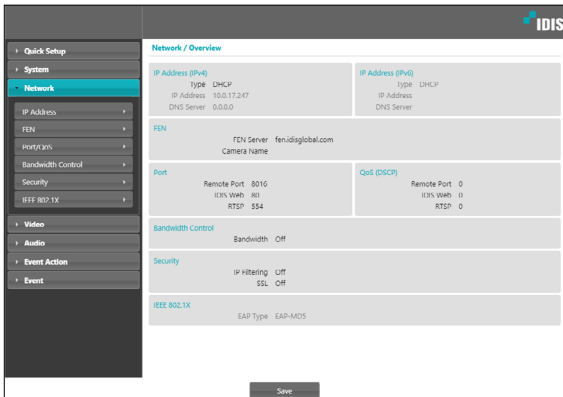 IDIS
Quick Setup
System
Network
IP Address
FEN
Port/QoS
Bandwidth Control
Security
IEEE 802.1X
Video
Audio
Event Action
Event
Network / Overview
IP Address (IPv4)
Type DHCP
IP Address 10.0.17.247
DNS Server 0.0.0.0
IP Address (IPv6)
Type DHCP
IP Address
DNS Server
FEN
FEN Server fen.idisglobal.com
Camera Name
Port
Remote Port 8016
IDIS Web 80
RTSP 554
QoS (DSCP)
Remote Port 0
IDIS Web 0
RTSP 0
Bandwidth Control
Bandwidth Off
Security
IP Filtering Off
SSL Off
IEEE 802.1X
EAP Type EAP-MD5
Save